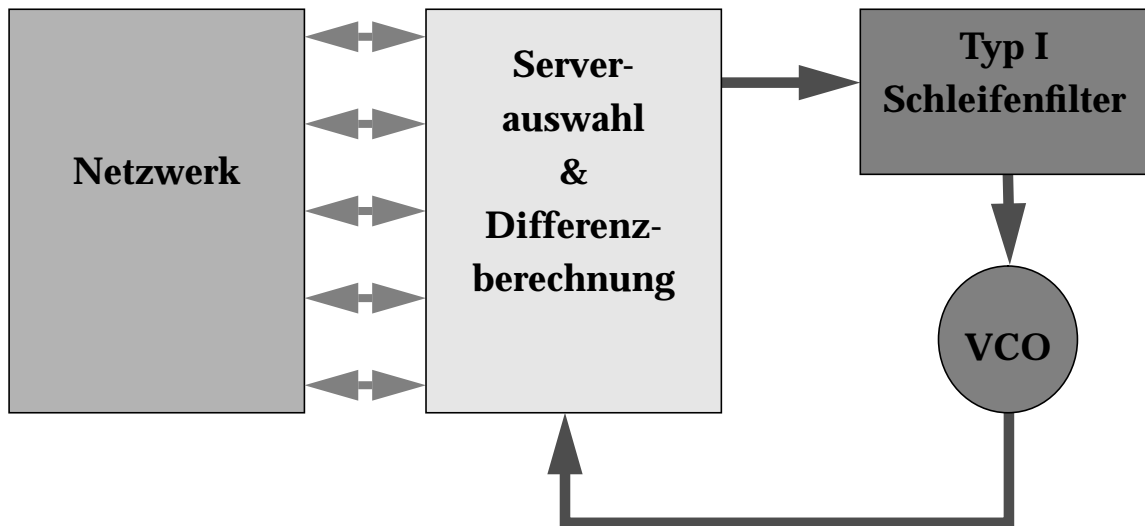 Netzwerk
Server-
auswahl
&
Differenz-
berechnung
Typ I
Schleifenfilter
VCO